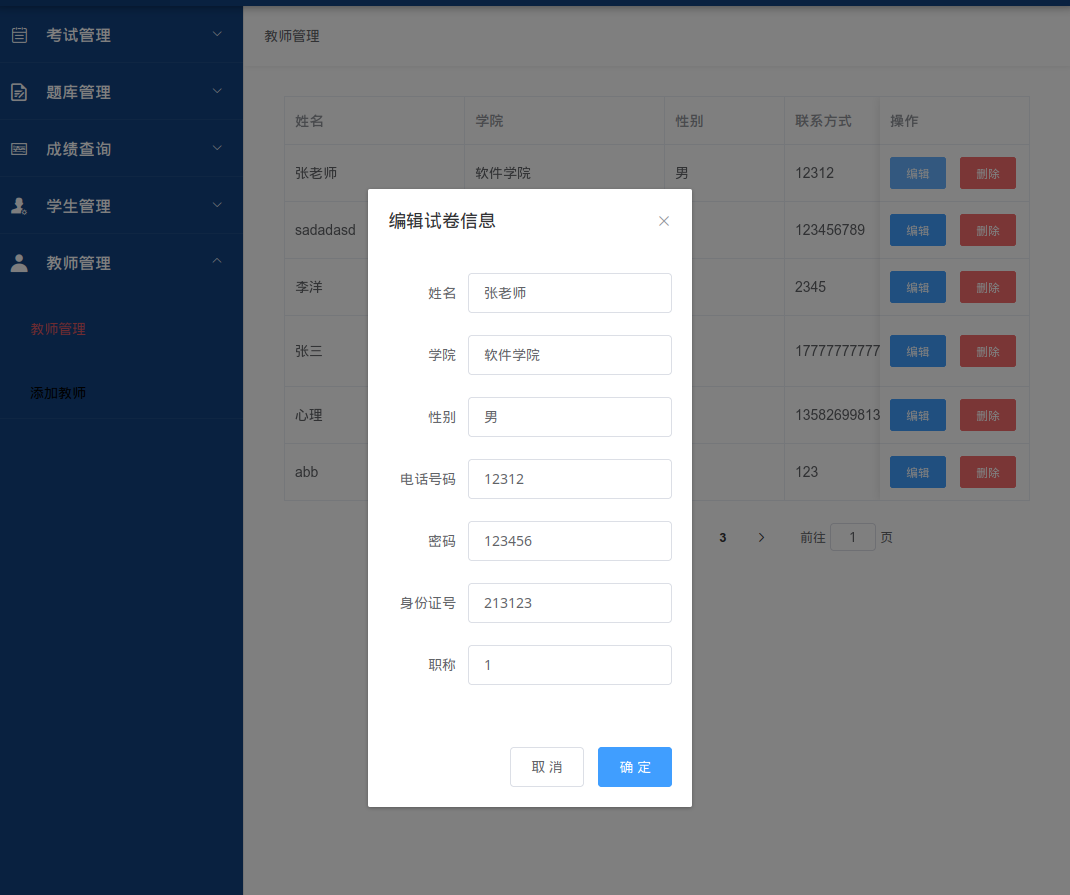 考试管理
题库管理
成绩查询
学生管理
教师管理
教师管理
添加教师
教师管理
姓名 学院 性别 联系方式 操作
张老师 软件学院 男 12312 编辑 删除
sadadasd 123456789 编辑 删除
李洋 2345 编辑 删除
张三 17777777777 编辑 删除
心理 13582699813 编辑 删除
abb 123 编辑 删除
3 前往 1 页
编辑试卷信息
姓名 张老师
学院 软件学院
性别 男
电话号码 12312
密码 123456
身份证号 213123
职称 1
取 消 确 定